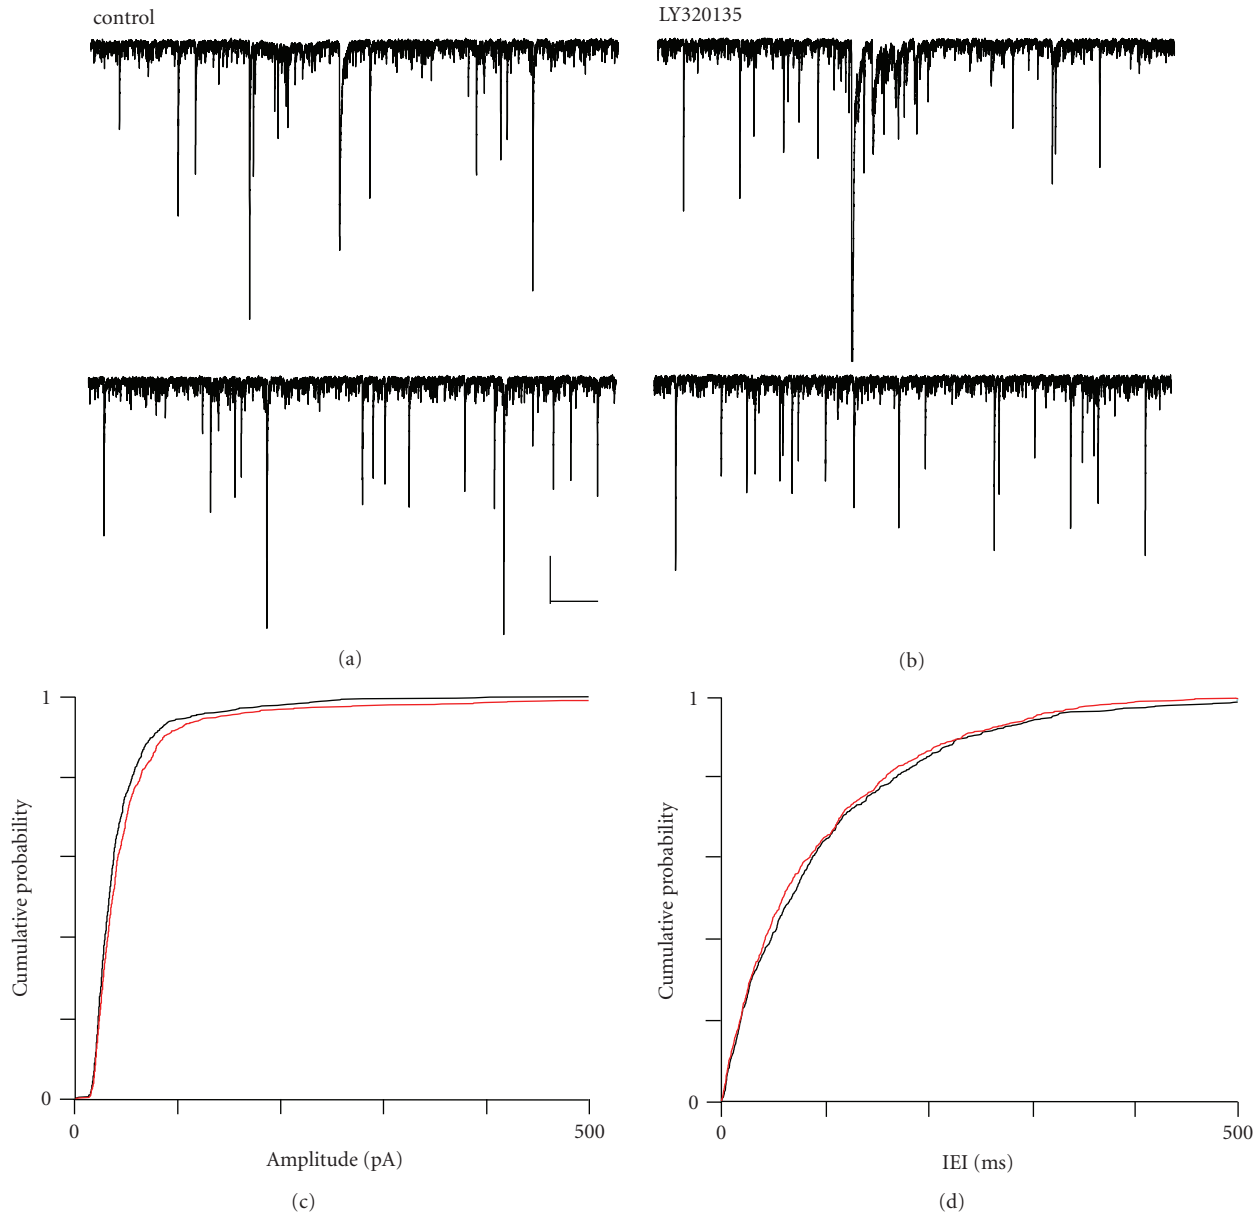 control
LY320135
(a)
(b)
1
Cumulative probability
0
0
500
Amplitude (pA)
(c)
1
Cumulative probability
0
0
500
IEI (ms)
(d)